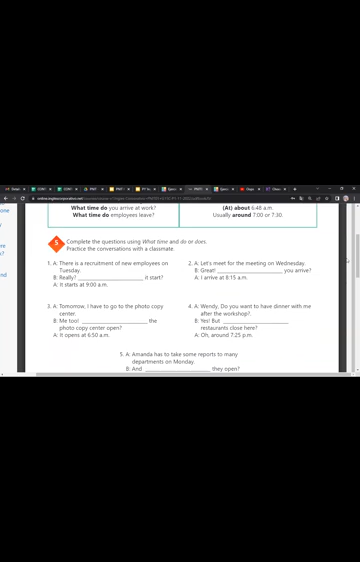 What time do you arrive at work?
(At) about 6:48 a.m.
What time do employees leave?
Usually around 7:00 or 7:30.
5
Complete the questions using What time and do or does.
Practice the conversations with a classmate.
1. A: There is a recruitment of new employees on
Tuesday.
B: Really? ____________________ it start?
A: It starts at 9:00 a.m.
2. A: Let's meet for the meeting on Wednesday.
B: Great! ____________________ you arrive?
A: I arrive at 8:15 a.m.
3. A: Tomorrow, I have to go to the photo copy
center.
B: Me too! ____________________ the
photo copy center open?
A: It opens at 6:50 a.m.
4. A: Wendy, Do you want to have dinner with me
after the workshop?.
B: Yes! But ____________________
restaurants close here?
A: Oh, around 7:25 p.m.
5. A: Amanda has to take some reports to many
departments on Monday.
B: And ____________________ they open?